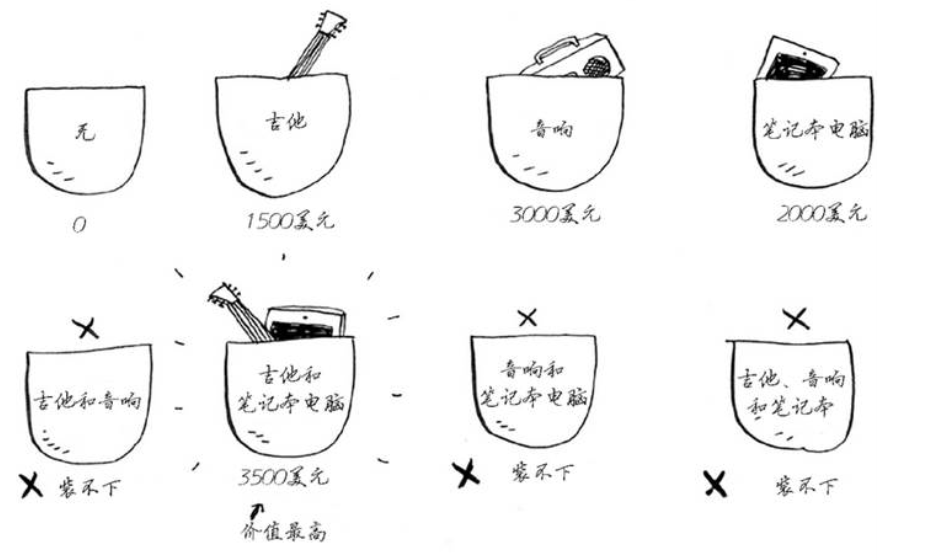 无
吉他
音响
笔记本电脑
0
1500美元
3000美元
2000美元
吉他和音响
吉他和
笔记本电脑
音响和
笔记本电脑
吉他、音响
和笔记本
装不下
3500美元
装不下
装不下
价值最高